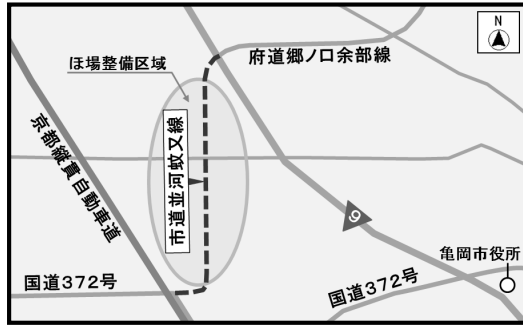 N
府道郷ノ口余部線
ほ場整備区域
京都縦貫自動車道
市道並河蚊又線
9
亀岡市役所
国道372号
国道372号